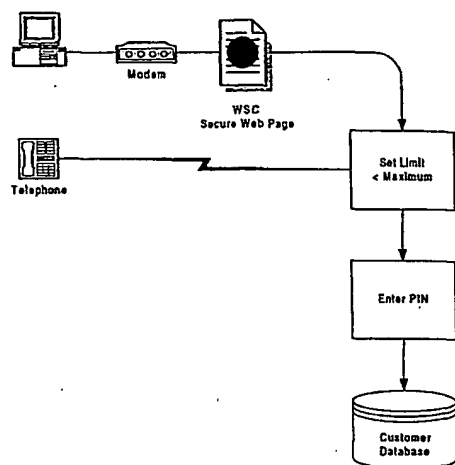 Modem
WSC
Secure Web Page
Telephone
Set Limit
< Maximum
Enter PIN
Customer
Database